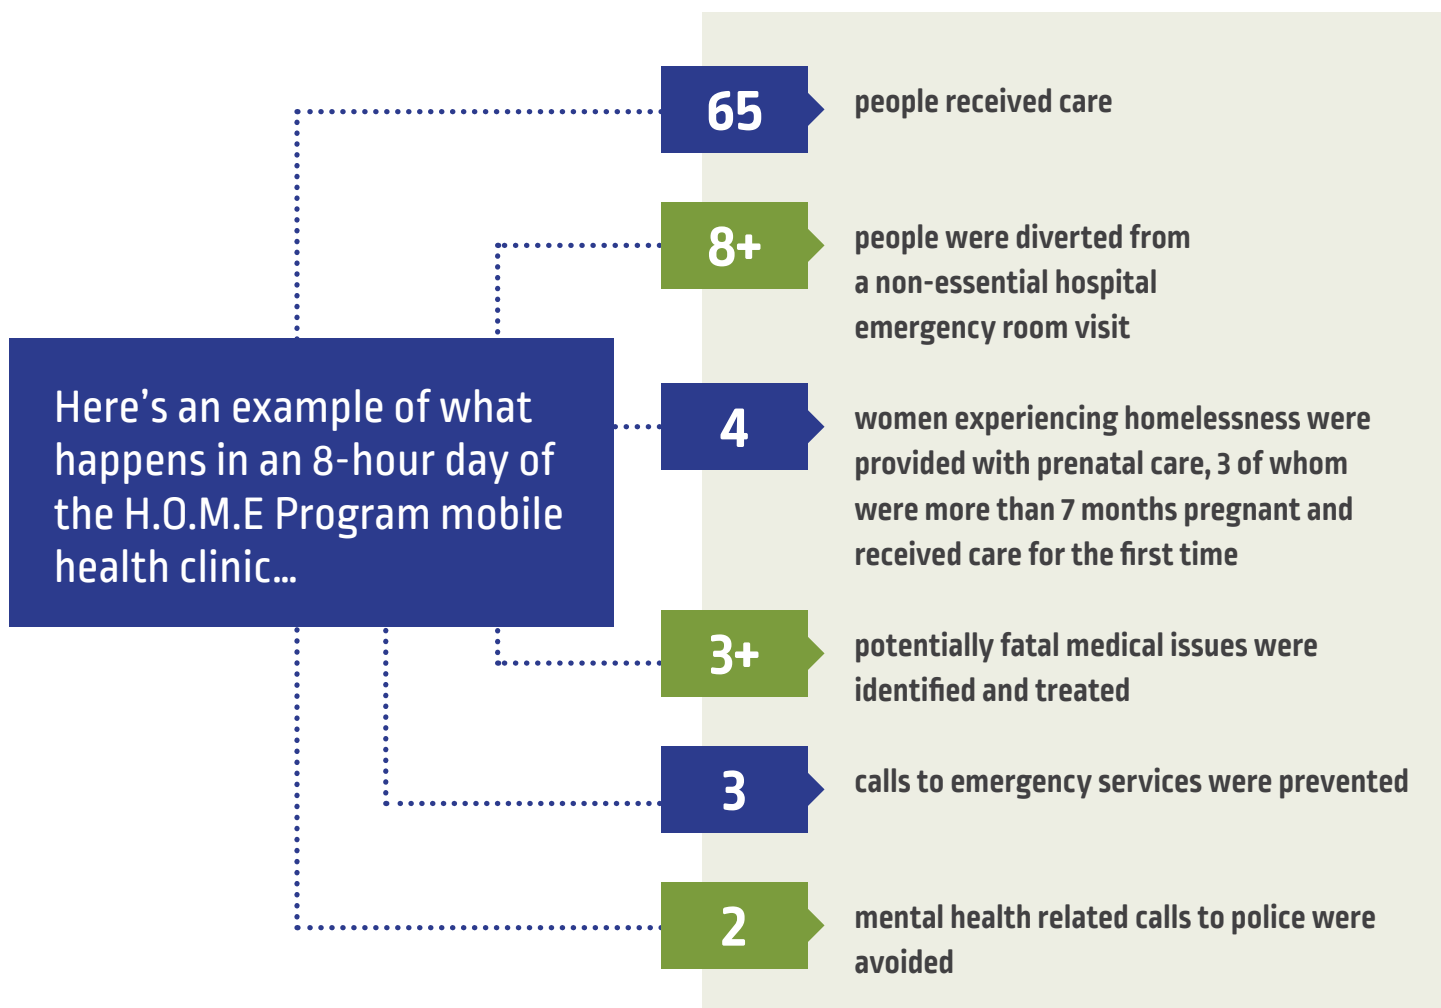 Here’s an example of what
happens in an 8-hour day of
the H.O.M.E Program mobile
health clinic...
65
people received care
8+
people were diverted from
a non-essential hospital
emergency room visit
4
women experiencing homelessness were
provided with prenatal care, 3 of whom
were more than 7 months pregnant and
received care for the first time
3+
potentially fatal medical issues were
identified and treated
3
calls to emergency services were prevented
2
mental health related calls to police were
avoided